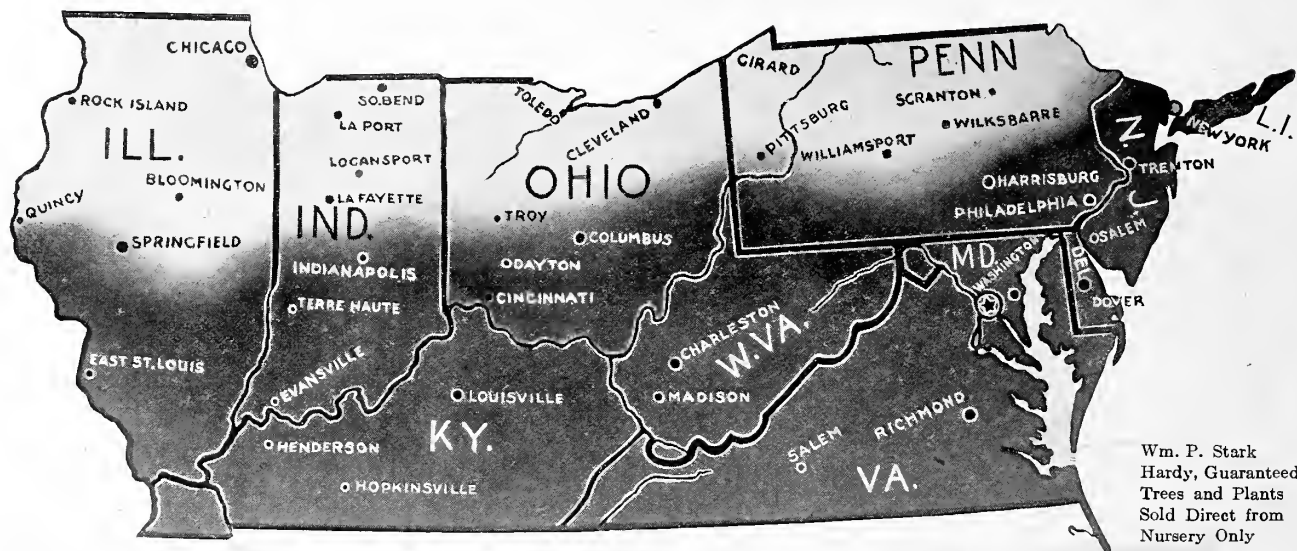 CHICAGO
ROCK ISLAND
ILL.
BLOOMINGTON
QUINCY
SPRINGFIELD
EAST ST. LOUIS
SO. BEND
LA PORT
LOGANSPORT
LA FAYETTE
IND.
INDIANAPOLIS
TERRE HAUTE
EVANSVILLE
TOLEDO
CLEVELAND
OHIO
TROY
COLUMBUS
DAYTON
CINCINNATI
HENDERSON
LOUISVILLE
KY.
HOPKINSVILLE
GIRARD
PENN
SCRANTON
PITTSBURG
WILKSBARRE
WILLIAMSPORT
HARRISBURG
PHILADELPHIA
L.I.
NEW YORK
N.J.
TRENTON
SALEM
MD.
WASHINGTON
DEL.
DOVER
CHARLESTON
W.VA.
MADISON
RICHMOND
SALEM
VA.
Wm. P. Stark
Hardy, Guaranteed
Trees and Plants
Sold Direct from
Nursery Only